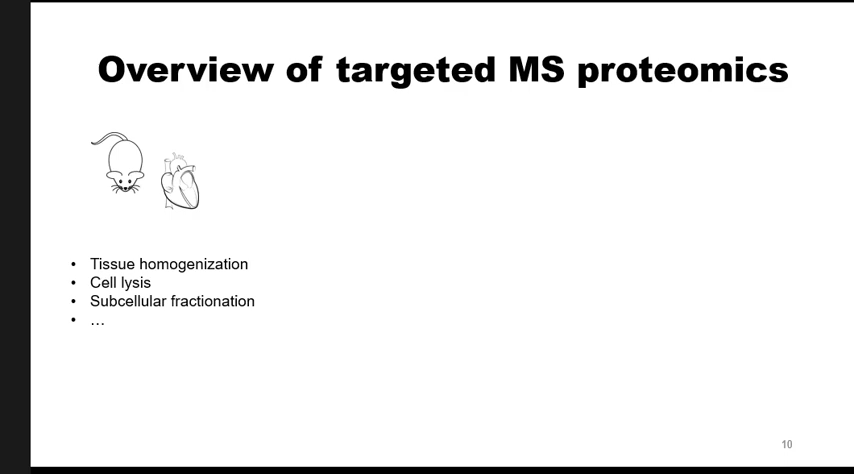 Overview of targeted MS proteomics
• Tissue homogenization
• Cell lysis
• Subcellular fractionation
• …
10